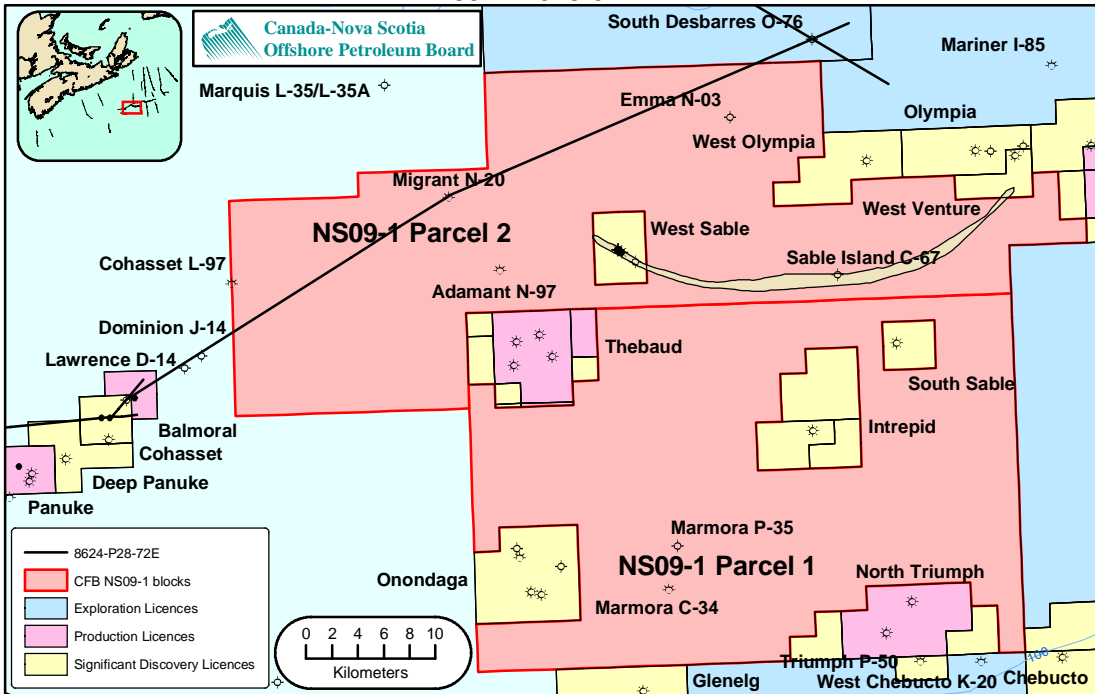 Canada-Nova Scotia
Offshore Petroleum Board
South Desbarres O-76
Mariner I-85
Marquis L-35/L-35A
Emma N-03
Olympia
West Olympia
Migrant N-20
NS09-1 Parcel 2
West Venture
West Sable
Sable Island C-67
Cohasset L-97
Adamant N-97
Dominion J-14
Thebaud
Lawrence D-14
South Sable
Balmoral
Intrepid
Cohasset
Deep Panuke
Panuke
Marmora P-35
NS09-1 Parcel 1
Onondaga
North Triumph
Marmora C-34
Triumph P-50
100
West Chebucto K-20
Chebucto
Glenelg
8624-P28-72E
CFB NS09-1 blocks
Exploration Licences
Production Licences
Significant Discovery Licences
0 2 4 6 8 10
Kilometers